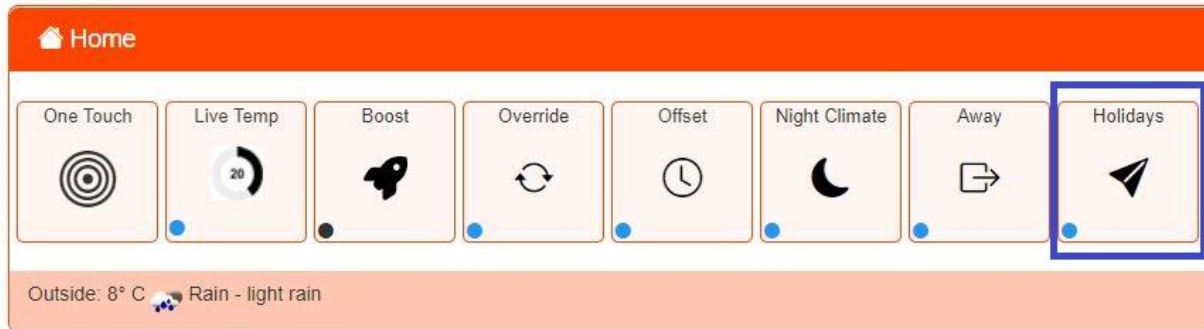 Home
One Touch
Live Temp
Boost
Override
Offset
Night Climate
Away
Holidays
20
Outside: 8° C Rain - light rain